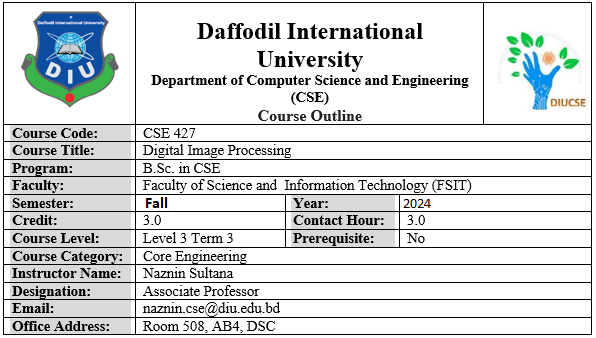 Daffodil International University
DIU
Daffodil International
University
Department of Computer Science and Engineering
(CSE)
Course Outline
DIUCSE
Course Code: CSE 427
Course Title: Digital Image Processing
Program: B.Sc. in CSE
Faculty: Faculty of Science and Information Technology (FSIT)
Semester: Fall Year: 2024
Credit: 3.0 Contact Hour: 3.0
Course Level: Level 3 Term 3 Prerequisite: No
Course Category: Core Engineering
Instructor Name: Naznin Sultana
Designation: Associate Professor
Email: naznin.cse@diu.edu.bd
Office Address: Room 508, AB4, DSC